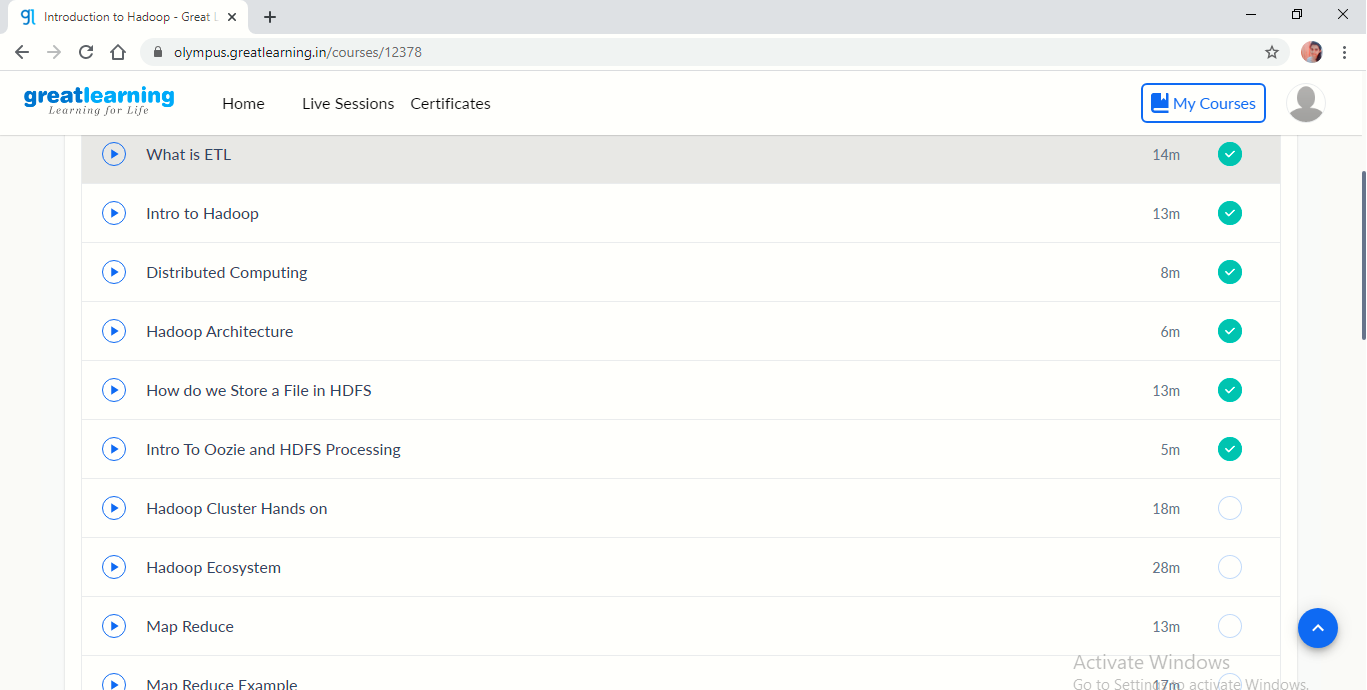 Introduction to Hadoop - Great
olympus.greatlearning.in/courses/12378
greatlearning
Learning for Life
Home
Live Sessions
Certificates
My Courses
What is ETL
14m
Intro to Hadoop
13m
Distributed Computing
8m
Hadoop Architecture
6m
How do we Store a File in HDFS
13m
Intro To Oozie and HDFS Processing
5m
Hadoop Cluster Hands on
18m
Hadoop Ecosystem
28m
Map Reduce
13m
Map Reduce Example
17m
Activate Windows
Go to Settings to activate Windows.